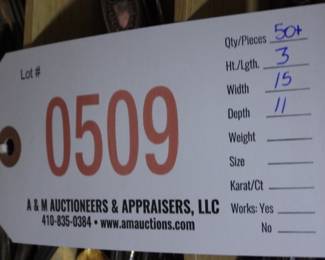 Lot #
0509
A & M AUCTIONEERS & APPRAISERS, LLC
410-835-0384 • www.amauctions.com
Qty/Pieces 50+
Ht./Lgth. 3
Width 15
Depth 11
Weight
Size
Karat/Ct
Works: Yes
No